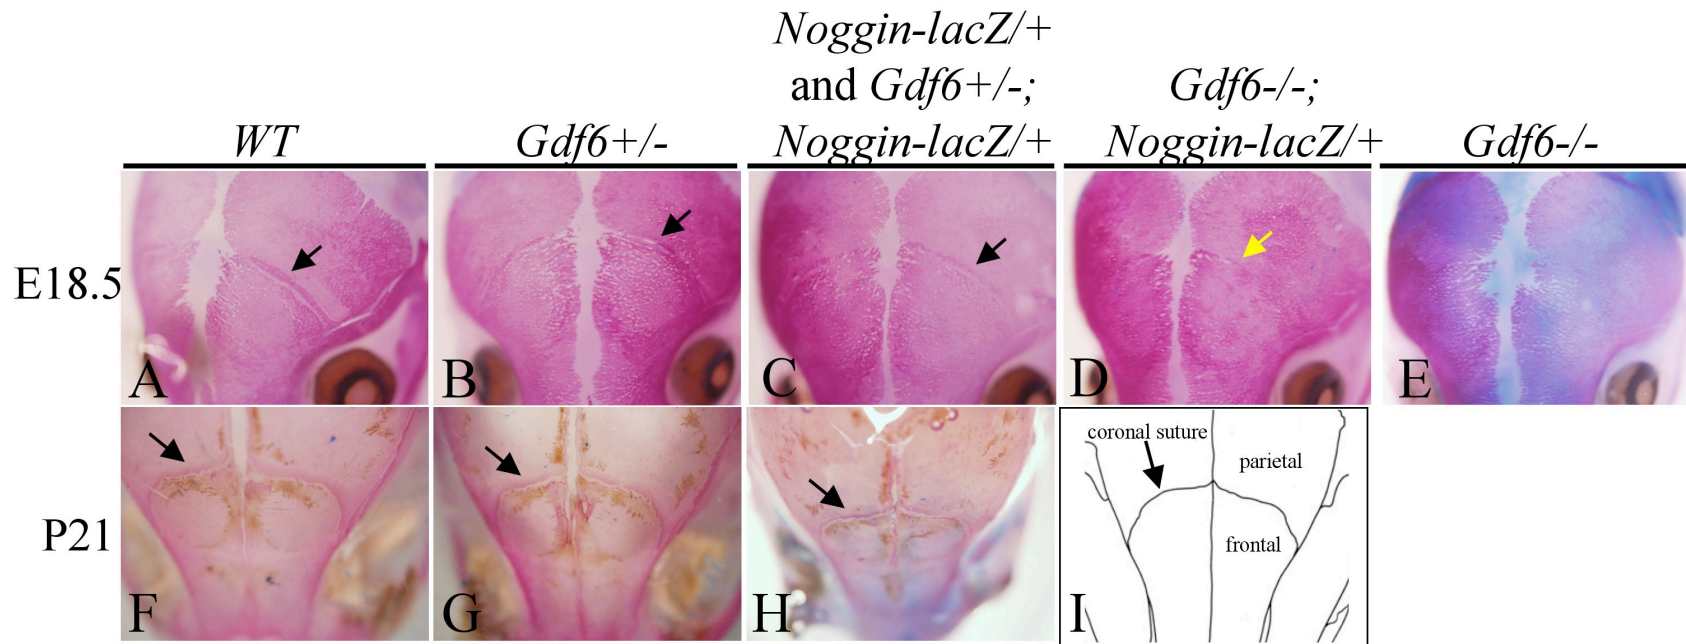 Noggin-lacZ/+
and Gdf6+/-;
Gdf6-/-;
WT
Gdf6+/-
Noggin-lacZ/+
Noggin-lacZ/+
Gdf6-/-
E18.5
A
B
C
D
E
P21
coronal suture
parietal
frontal
F
G
H
I